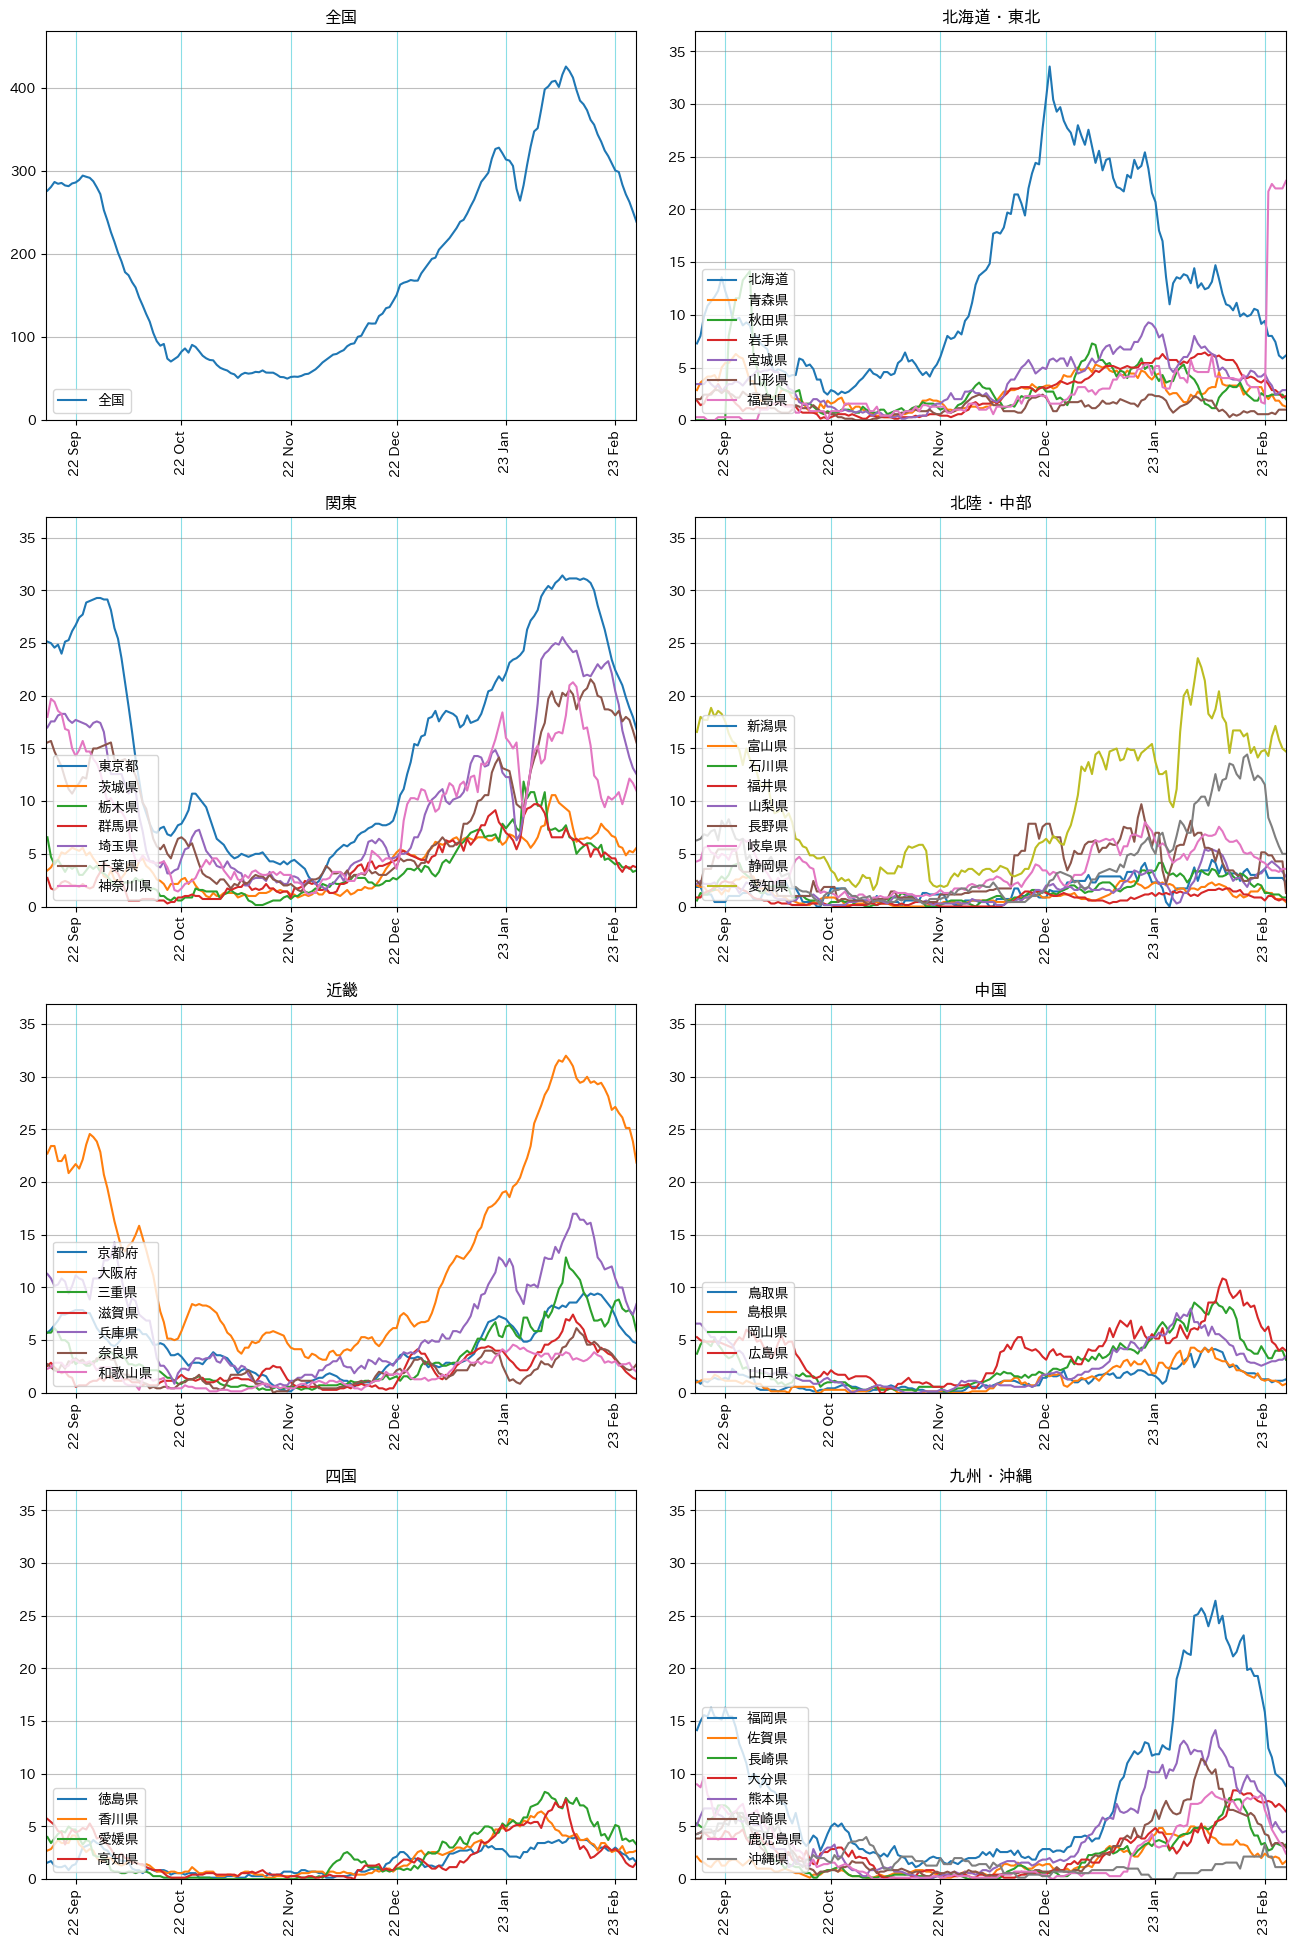 全国
400
300
200
100
0
全国
22 Sep
22 Oct
22 Nov
22 Dec
23 Jan
23 Feb
北海道・東北
35
30
25
20
15
10
5
0
北海道
青森県
秋田県
岩手県
宮城県
山形県
福島県
22 Sep
22 Oct
22 Nov
22 Dec
23 Jan
23 Feb
関東
35
30
25
20
15
10
5
0
東京都
茨城県
栃木県
群馬県
埼玉県
千葉県
神奈川県
22 Sep
22 Oct
22 Nov
22 Dec
23 Jan
23 Feb
北陸・中部
35
30
25
20
15
10
5
0
新潟県
富山県
石川県
福井県
山梨県
長野県
岐阜県
静岡県
愛知県
22 Sep
22 Oct
22 Nov
22 Dec
23 Jan
23 Feb
近畿
35
30
25
20
15
10
5
0
京都府
大阪府
三重県
滋賀県
兵庫県
奈良県
和歌山県
22 Sep
22 Oct
22 Nov
22 Dec
23 Jan
23 Feb
中国
35
30
25
20
15
10
5
0
鳥取県
島根県
岡山県
広島県
山口県
22 Sep
22 Oct
22 Nov
22 Dec
23 Jan
23 Feb
四国
35
30
25
20
15
10
5
0
徳島県
香川県
愛媛県
高知県
22 Sep
22 Oct
22 Nov
22 Dec
23 Jan
23 Feb
九州・沖縄
35
30
25
20
15
10
5
0
福岡県
佐賀県
長崎県
大分県
熊本県
宮崎県
鹿児島県
沖縄県
22 Sep
22 Oct
22 Nov
22 Dec
23 Jan
23 Feb